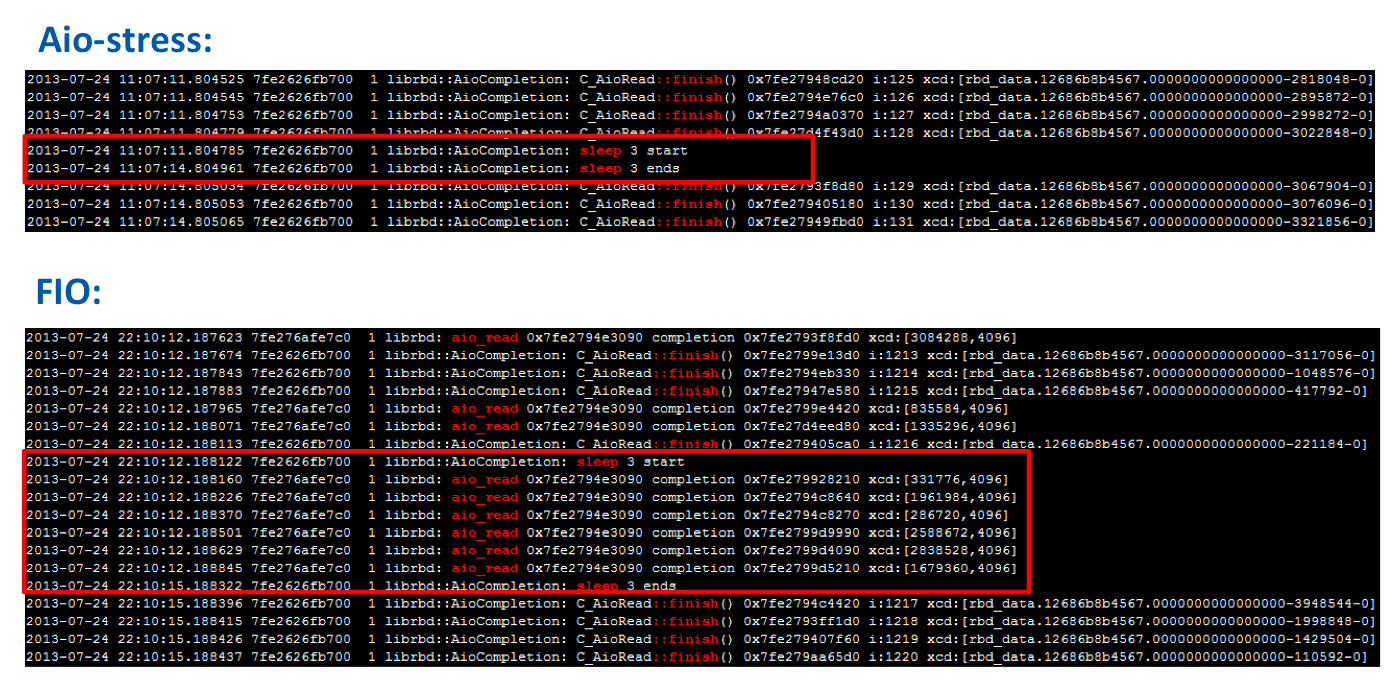 Aio-stress:
2013-07-24 11:07:11.804525 7fe2626fb700  1 librbd::AioCompletion: C_AioRead::finish() 0x7fe27948cd20 i:125 xcd:[rbd_data.12686b8b4567.0000000000000000-2818048-0]
2013-07-24 11:07:11.804545 7fe2626fb700  1 librbd::AioCompletion: C_AioRead::finish() 0x7fe2794e76c0 i:126 xcd:[rbd_data.12686b8b4567.0000000000000000-2895872-0]
2013-07-24 11:07:11.804753 7fe2626fb700  1 librbd::AioCompletion: C_AioRead::finish() 0x7fe2794a0370 i:127 xcd:[rbd_data.12686b8b4567.0000000000000000-2998272-0]
2013-07-24 11:07:11.804779 7fe2626fb700  1 librbd::AioCompletion: C_AioRead::finish() 0x7fe27d4f43d0 i:128 xcd:[rbd_data.12686b8b4567.0000000000000000-3022848-0]
2013-07-24 11:07:11.804785 7fe2626fb700  1 librbd::AioCompletion: sleep 3 start
2013-07-24 11:07:14.804961 7fe2626fb700  1 librbd::AioCompletion: sleep 3 ends
2013-07-24 11:07:14.805034 7fe2626fb700  1 librbd::AioCompletion: C_AioRead::finish() 0x7fe2793f8d80 i:129 xcd:[rbd_data.12686b8b4567.0000000000000000-3067904-0]
2013-07-24 11:07:14.805053 7fe2626fb700  1 librbd::AioCompletion: C_AioRead::finish() 0x7fe279405180 i:130 xcd:[rbd_data.12686b8b4567.0000000000000000-3076096-0]
2013-07-24 11:07:14.805065 7fe2626fb700  1 librbd::AioCompletion: C_AioRead::finish() 0x7fe27949fbd0 i:131 xcd:[rbd_data.12686b8b4567.0000000000000000-3321856-0]
FIO:
2013-07-24 22:10:12.187623 7fe276afe7c0  1 librbd: aio_read 0x7fe2794e3090 completion 0x7fe2793f8fd0 xcd:[3084288,4096]
2013-07-24 22:10:12.187674 7fe2626fb700  1 librbd::AioCompletion: C_AioRead::finish() 0x7fe2799e13d0 i:1213 xcd:[rbd_data.12686b8b4567.0000000000000000-3117056-0]
2013-07-24 22:10:12.187843 7fe2626fb700  1 librbd::AioCompletion: C_AioRead::finish() 0x7fe2794eb330 i:1214 xcd:[rbd_data.12686b8b4567.0000000000000000-1048576-0]
2013-07-24 22:10:12.187883 7fe2626fb700  1 librbd::AioCompletion: C_AioRead::finish() 0x7fe27947e580 i:1215 xcd:[rbd_data.12686b8b4567.0000000000000000-417792-0]
2013-07-24 22:10:12.187965 7fe276afe7c0  1 librbd: aio_read 0x7fe2794e3090 completion 0x7fe2799e4420 xcd:[835584,4096]
2013-07-24 22:10:12.188071 7fe276afe7c0  1 librbd: aio_read 0x7fe2794e3090 completion 0x7fe27d4eed80 xcd:[1335296,4096]
2013-07-24 22:10:12.188113 7fe2626fb700  1 librbd::AioCompletion: C_AioRead::finish() 0x7fe279405ca0 i:1216 xcd:[rbd_data.12686b8b4567.0000000000000000-221184-0]
2013-07-24 22:10:12.188122 7fe2626fb700  1 librbd::AioCompletion: sleep 3 start
2013-07-24 22:10:12.188160 7fe276afe7c0  1 librbd: aio_read 0x7fe2794e3090 completion 0x7fe279928210 xcd:[331776,4096]
2013-07-24 22:10:12.188226 7fe276afe7c0  1 librbd: aio_read 0x7fe2794e3090 completion 0x7fe2794c8640 xcd:[1961984,4096]
2013-07-24 22:10:12.188370 7fe276afe7c0  1 librbd: aio_read 0x7fe2794e3090 completion 0x7fe2794c8270 xcd:[286720,4096]
2013-07-24 22:10:12.188501 7fe276afe7c0  1 librbd: aio_read 0x7fe2794e3090 completion 0x7fe2799d9990 xcd:[2588672,4096]
2013-07-24 22:10:12.188629 7fe276afe7c0  1 librbd: aio_read 0x7fe2794e3090 completion 0x7fe2799d4090 xcd:[2838528,4096]
2013-07-24 22:10:12.188845 7fe276afe7c0  1 librbd: aio_read 0x7fe2794e3090 completion 0x7fe2799d5210 xcd:[1679360,4096]
2013-07-24 22:10:15.188322 7fe2626fb700  1 librbd::AioCompletion: sleep 3 ends
2013-07-24 22:10:15.188396 7fe2626fb700  1 librbd::AioCompletion: C_AioRead::finish() 0x7fe2794c4420 i:1217 xcd:[rbd_data.12686b8b4567.0000000000000000-3948544-0]
2013-07-24 22:10:15.188415 7fe2626fb700  1 librbd::AioCompletion: C_AioRead::finish() 0x7fe2793ff1d0 i:1218 xcd:[rbd_data.12686b8b4567.0000000000000000-1998848-0]
2013-07-24 22:10:15.188426 7fe2626fb700  1 librbd::AioCompletion: C_AioRead::finish() 0x7fe279407f60 i:1219 xcd:[rbd_data.12686b8b4567.0000000000000000-1429504-0]
2013-07-24 22:10:15.188437 7fe2626fb700  1 librbd::AioCompletion: C_AioRead::finish() 0x7fe279aa65d0 i:1220 xcd:[rbd_data.12686b8b4567.0000000000000000-110592-0]